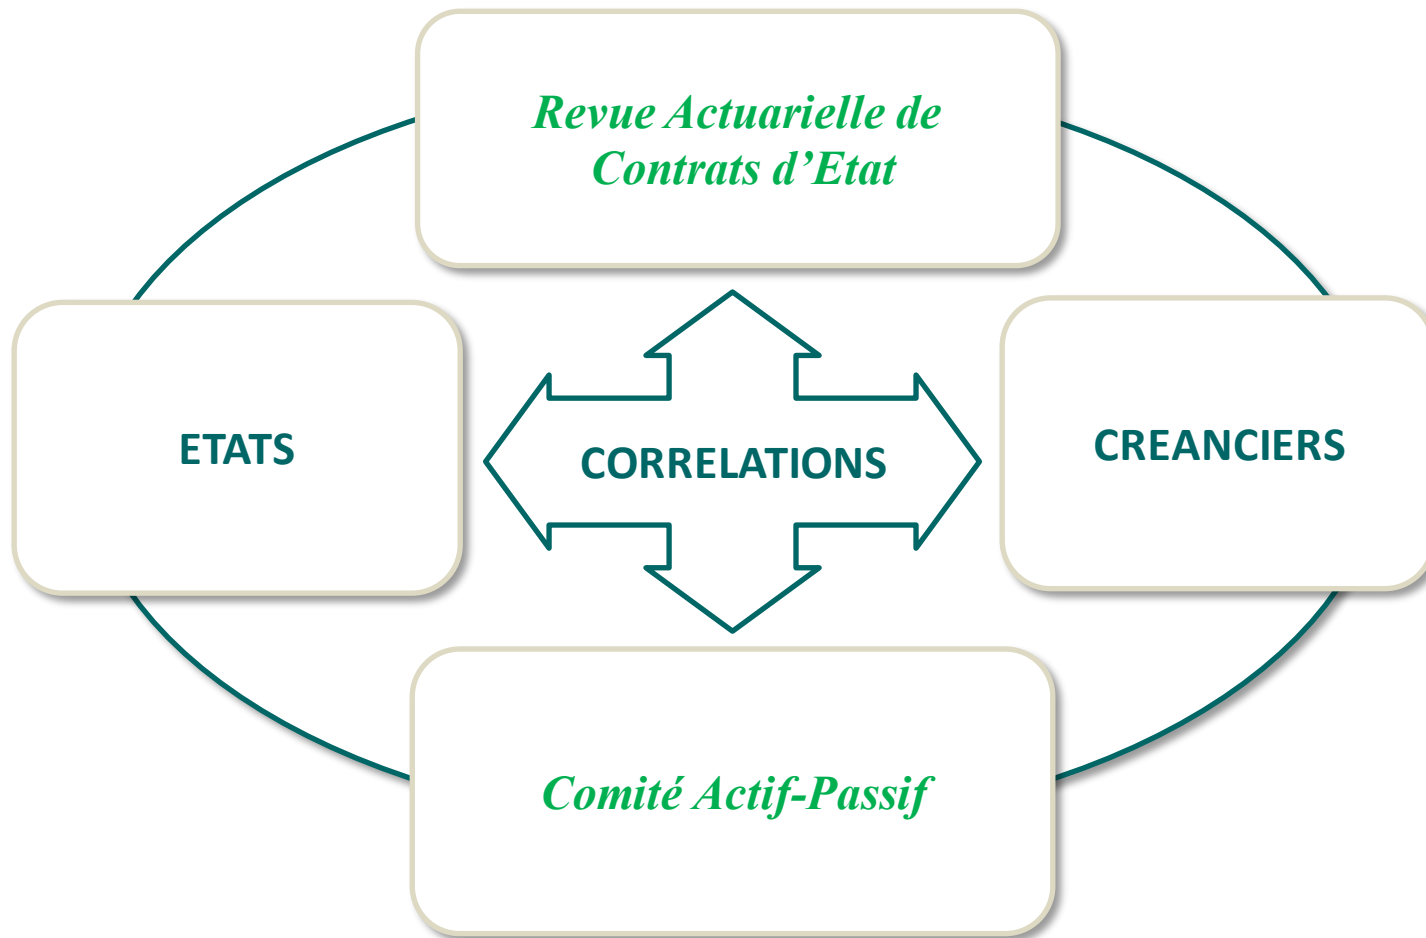 Revue Actuarielle de
Contrats d’Etat
ETATS
CORRELATIONS
CREANCIERS
Comité Actif-Passif